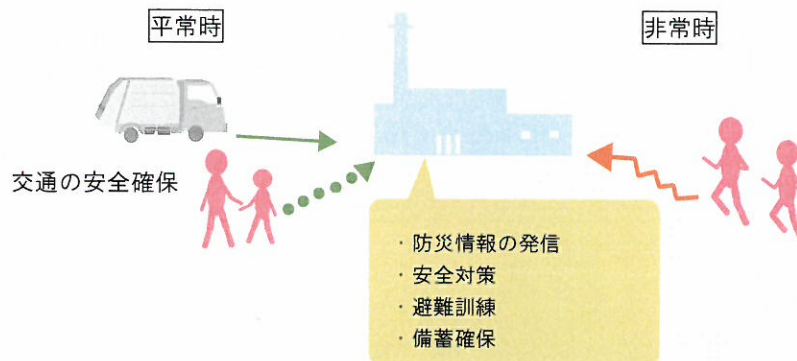 平常時
非常時
交通の安全確保
・防災情報の発信
・安全対策
・避難訓練
・備蓄確保